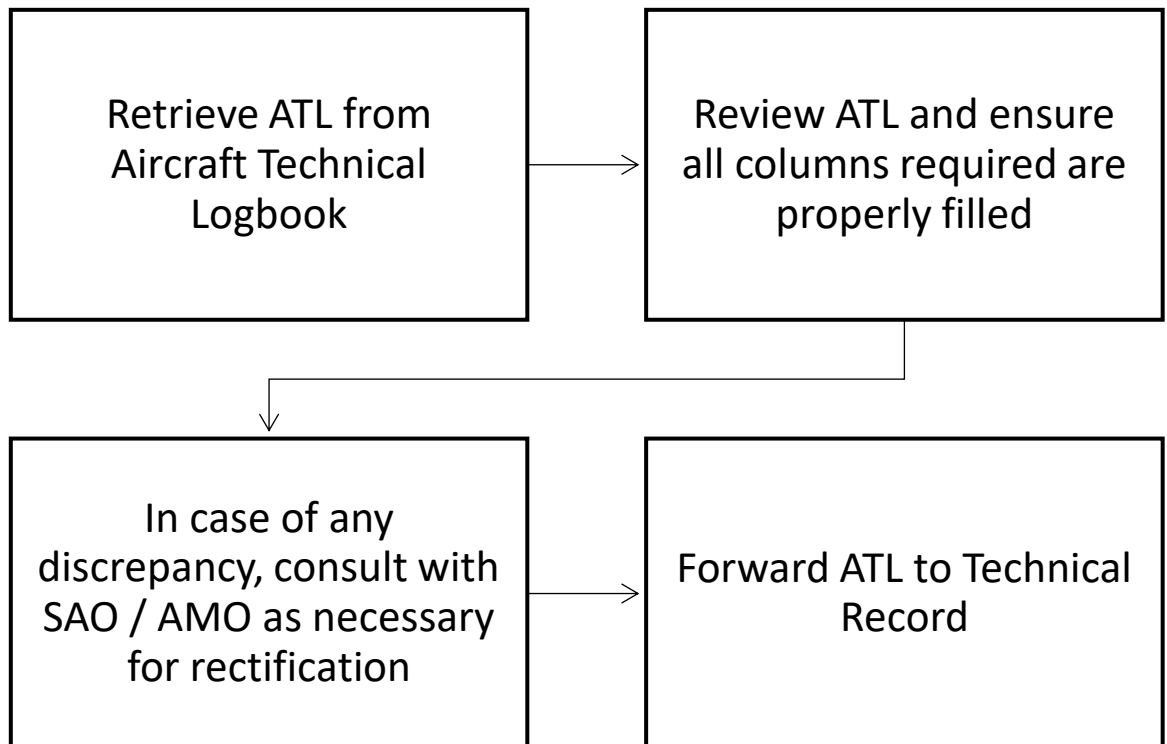 Retrieve ATL from
Aircraft Technical
Logbook
Review ATL and ensure
all columns required are
properly filled
In case of any
discrepancy, consult with
SAO / AMO as necessary
for rectification
Forward ATL to Technical
Record